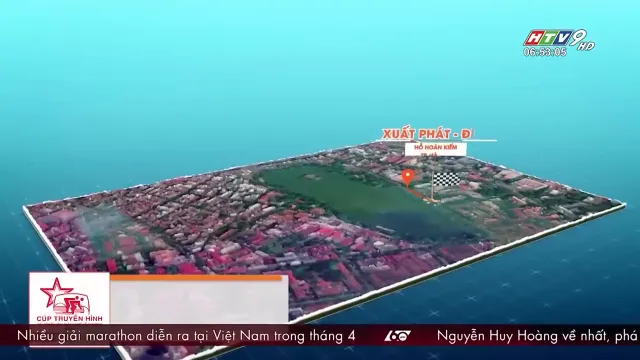 HTV9 HD
06:53:05
XUẤT PHÁT - Đ
HỒ HOÀN KIẾM
CÚP TRUYỀN HÌNH
Nhiều giải marathon diễn ra tại Việt Nam trong tháng 4
60
Nguyễn Huy Hoàng về nhất, phá